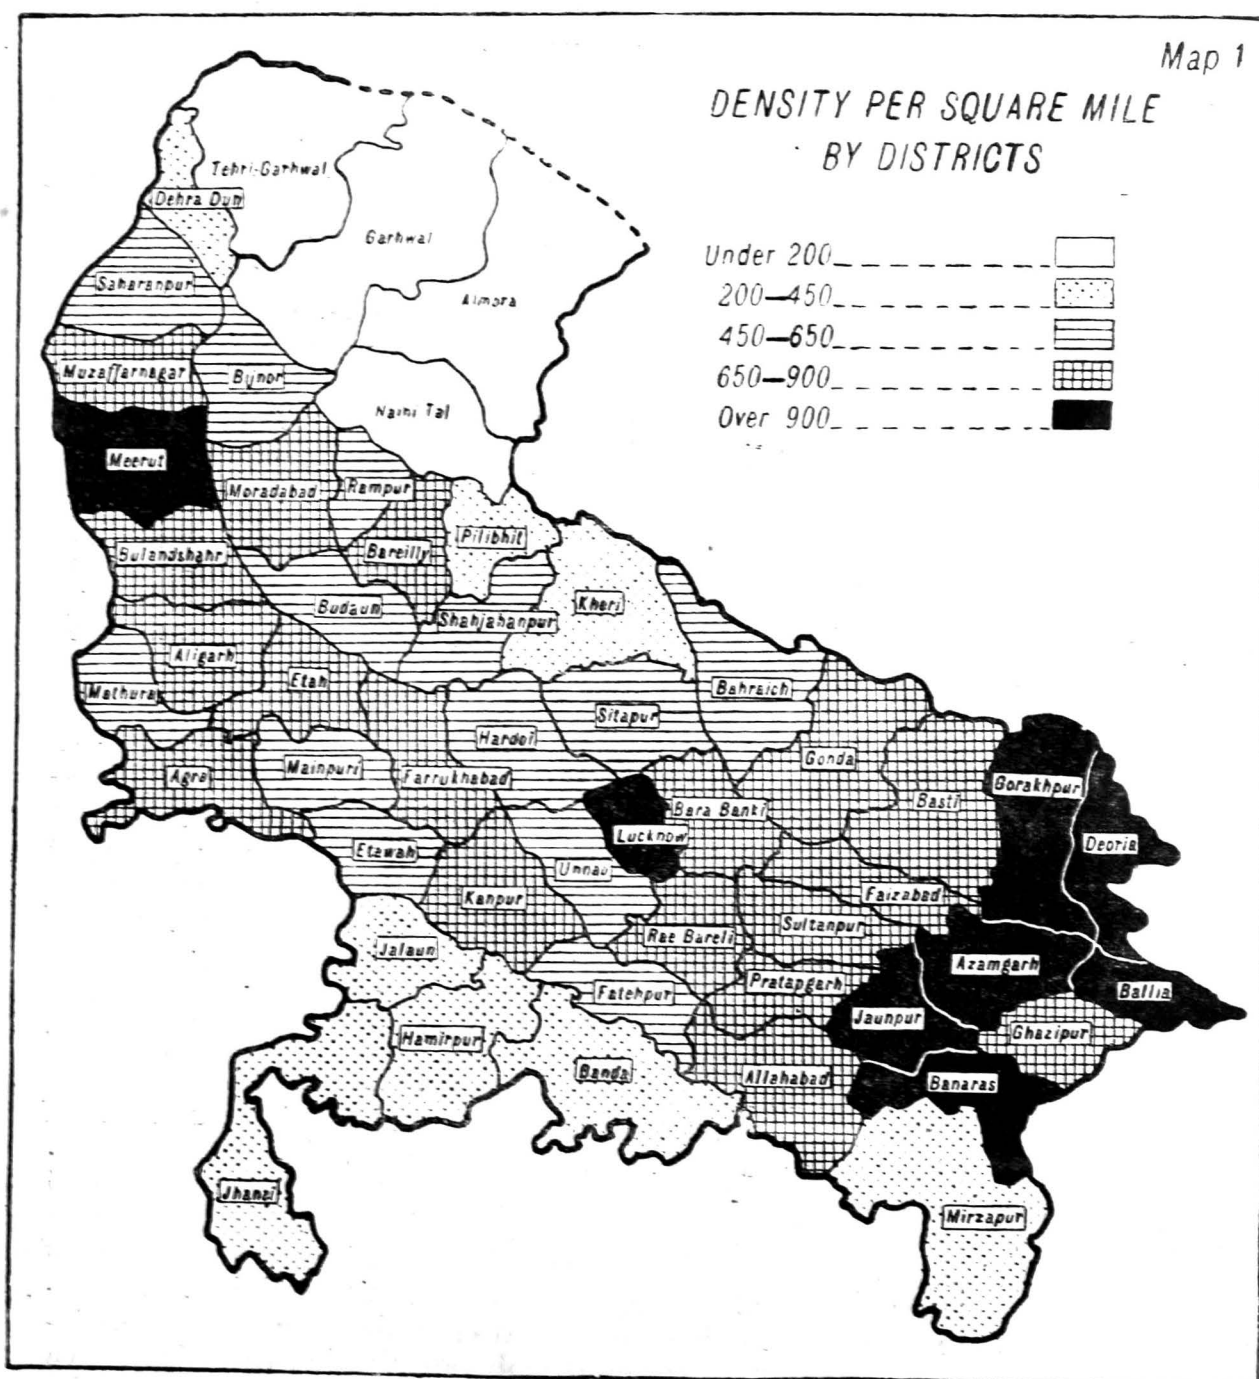 Map 1
DENSITY PER SQUARE MILE
BY DISTRICTS
Under 200
200—450
450—650
650—900
Over 900
Tehri-Garhwal
Dehra Dun
Garhwal
Saharanpur
Almora
Muzaffarnagar
Bijnor
Naini Tal
Meerut
Moradabad
Rampur
Pilibhit
Bulandshahr
Bareilly
Budaun
Shahjahanpur
Kheri
Aligarh
Etah
Mathura
Bahraich
Sitapur
Hardoi
Gonda
Agra
Mainpuri
Farrukhabad
Basti
Gorakhpur
Bara Banki
Lucknow
Deoria
Etawah
Unnao
Kanpur
Faizabad
Sultanpur
Rae Bareli
Jalaun
Azamgarh
Pratapgarh
Ballia
Fatehpur
Jaunpur
Ghazipur
Hamirpur
Banda
Allahabad
Banaras
Jhansi
Mirzapur